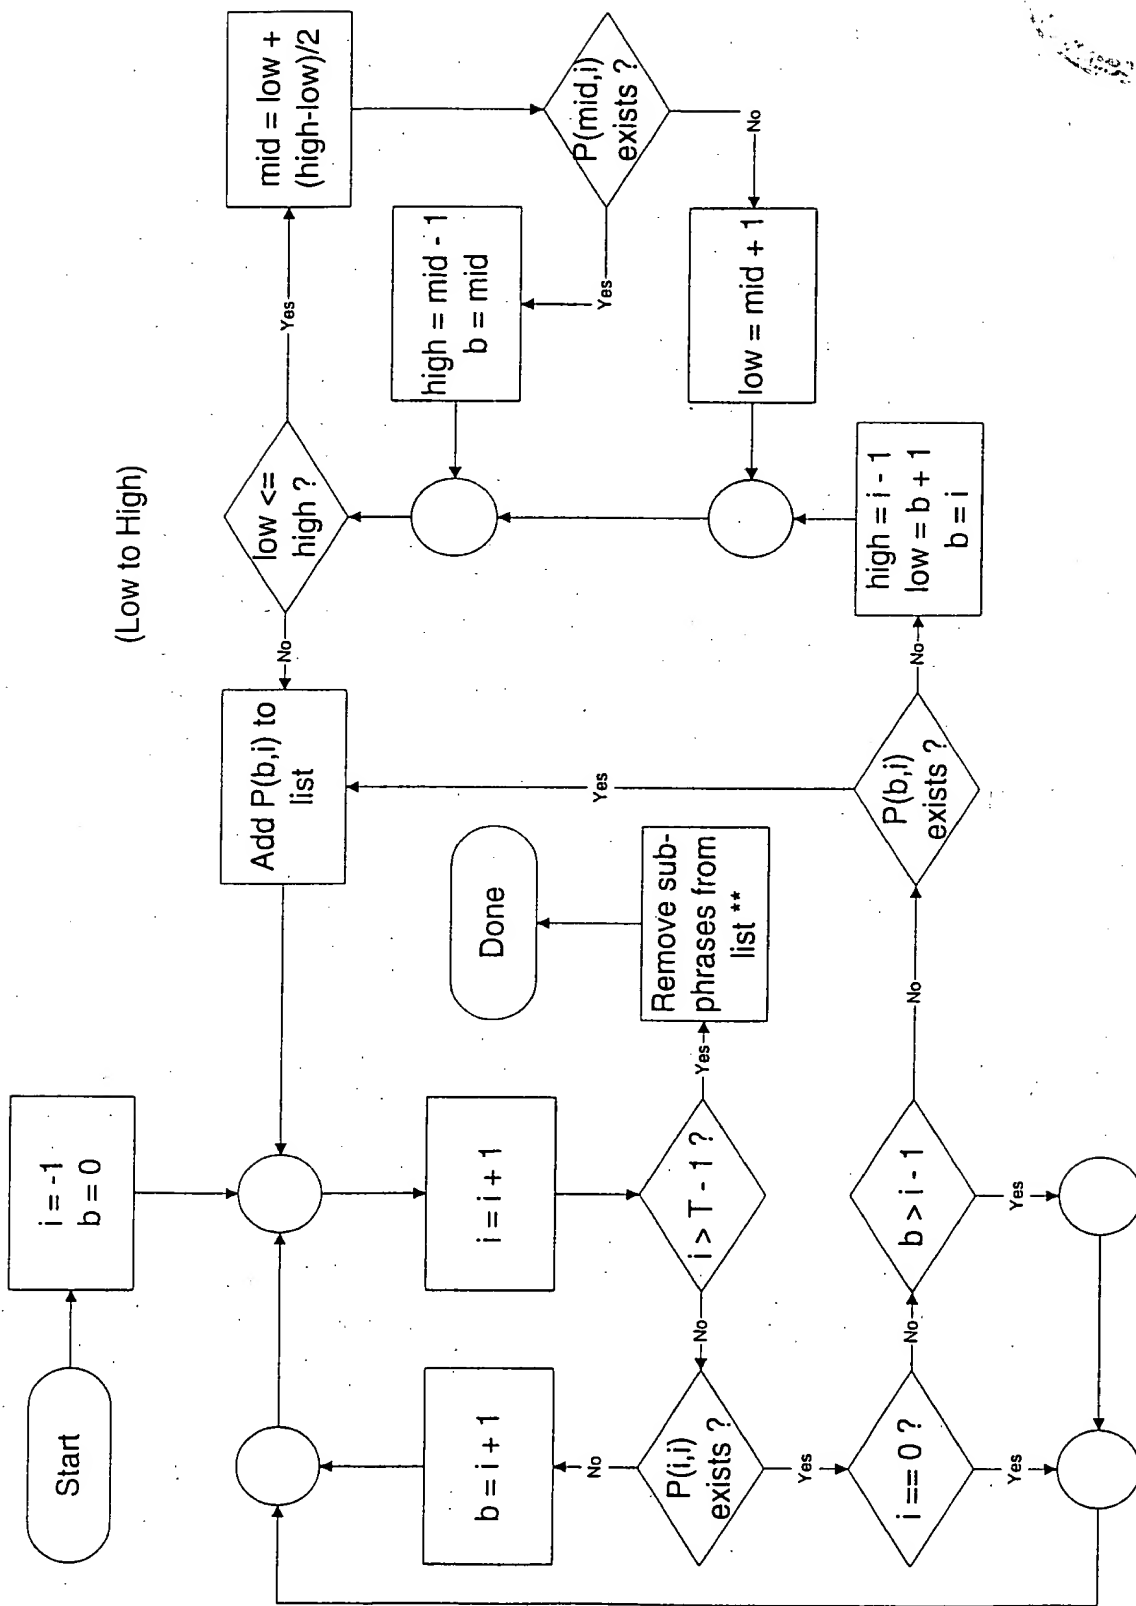 Start
i = -1
b = 0
(Low to High)
Add P(b,i) to
list
No
low <=
high ?
Yes
mid = low +
(high-low)/2
b = i + 1
i = i + 1
Done
high = mid - 1
b = mid
P(mid,i)
exists ?
Yes
No
No
P(i,i)
exists ?
No
i > T - 1 ?
Yes
Remove sub-
phrases from
list **
Yes
low = mid + 1
Yes
i == 0 ?
No
b > i - 1
No
P(b,i)
exists ?
No
high = i - 1
low = b + 1
b = i
Yes
Yes